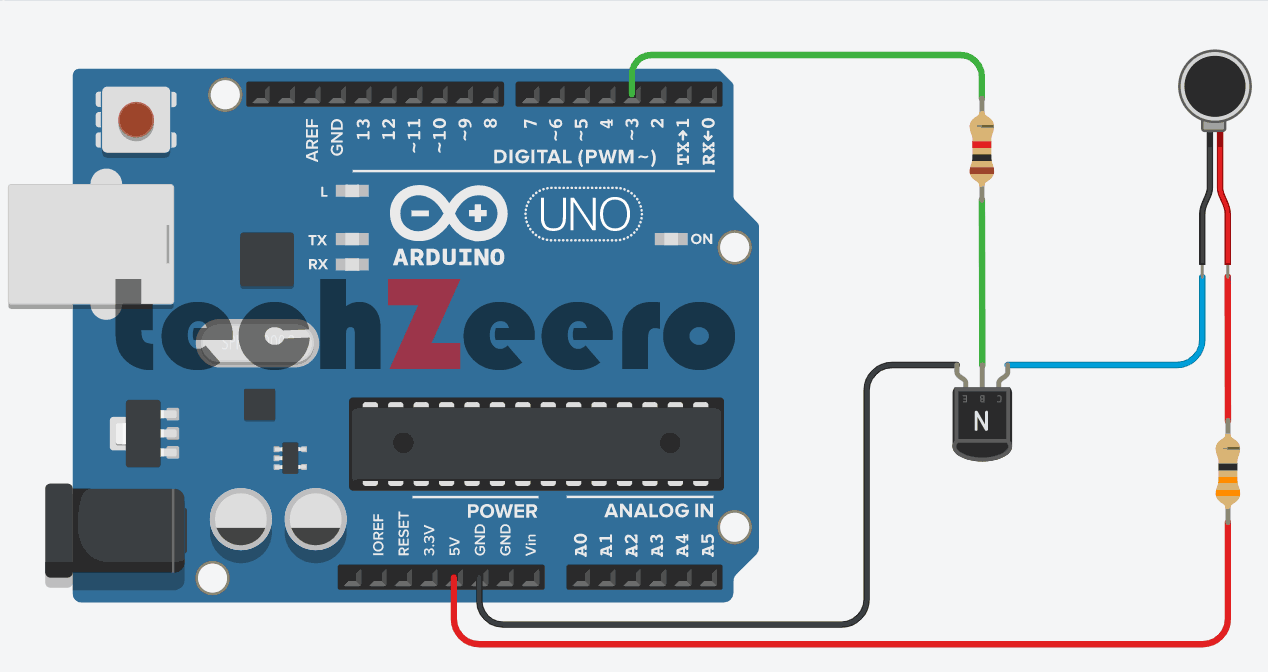 AREF
GND
13
12
~11
~10
~9
8
7
~6
~5
4
~3
2
TX→1
RX←0
DIGITAL (PWM~)
L
TX
RX
ARDUINO
UNO
ON
techZeero
E B C
N
POWER
ANALOG IN
IOREF
RESET
3.3V
5V
GND
GND
Vin
A0
A1
A2
A3
A4
A5